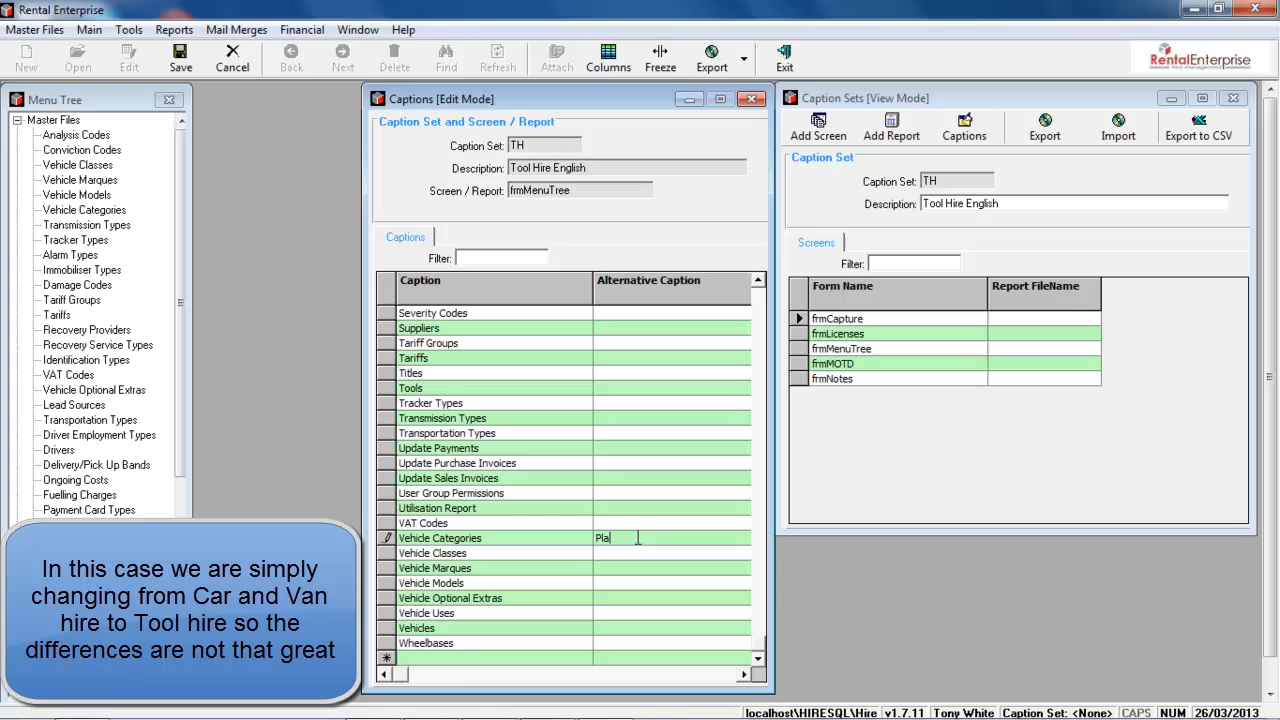 Rental Enterprise
Master Files Main Tools Reports Mail Merges Financial Window Help
New Open Edit Save Cancel Back Next Delete Find Refresh Attach Columns Freeze Export Exit
RentalEnterprise
Menu Tree
Master Files
Analysis Codes
Conviction Codes
Vehicle Classes
Vehicle Marques
Vehicle Models
Vehicle Categories
Transmission Types
Tracker Types
Alarm Types
Immobiliser Types
Damage Codes
Tariff Groups
Tariffs
Recovery Providers
Recovery Service Types
Identification Types
VAT Codes
Vehicle Optional Extras
Lead Sources
Transportation Types
Driver Employment Types
Drivers
Delivery/Pick Up Bands
Ongoing Costs
Fuelling Charges
Payment Card Types
In this case we are simply
changing from Car and Van
hire to Tool hire so the
differences are not that great
Captions [Edit Mode]
Caption Set and Screen / Report
Caption Set: TH
Description: Tool Hire English
Screen / Report: frmMenuTree
Captions
Filter:
Caption Alternative Caption
Severity Codes
Suppliers
Tariff Groups
Tariffs
Titles
Tools
Tracker Types
Transmission Types
Transportation Types
Update Payments
Update Purchase Invoices
Update Sales Invoices
User Group Permissions
Utilisation Report
VAT Codes
Vehicle Categories Pla
Vehicle Classes
Vehicle Marques
Vehicle Models
Vehicle Optional Extras
Vehicle Uses
Vehicles
Wheelbases
Caption Sets [View Mode]
Add Screen Add Report Captions Export Import Export to CSV
Caption Set
Caption Set: TH
Description: Tool Hire English
Screens
Filter:
Form Name Report FileName
frmCapture
frmLicenses
frmMenuTree
frmMOTD
frmNotes
localhost\HIRESQL\Hire v1.7.11 Tony White Caption Set: <None> CAPS NUM 26/03/2013